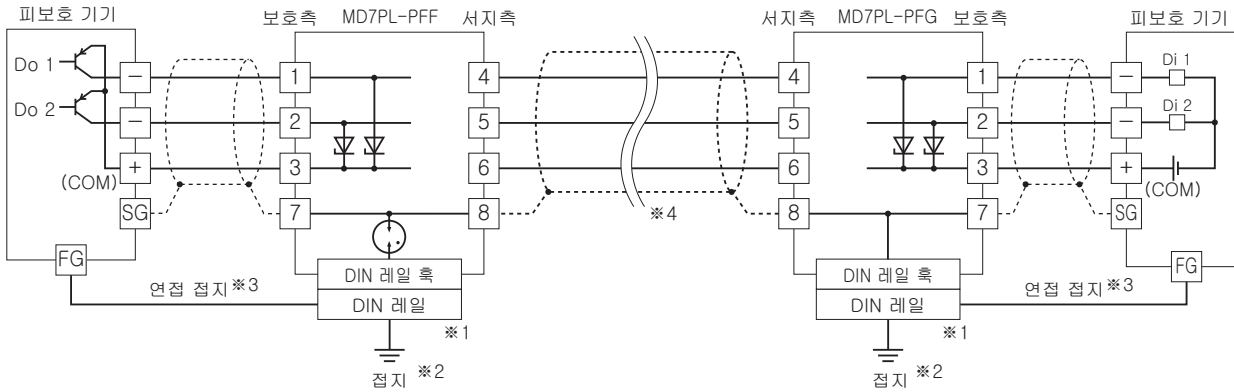 피보호 기기 보호측 MD7PL-PFF 서지측 서지측 MD7PL-PFG 보호측 피보호 기기
Do 1 − 1 4 4 1 − Di 1
Do 2 − 2 5 5 2 − Di 2
+ 3 6 6 3 +
(COM) (COM)
SG 7 8 ※4 8 7 SG
FG DIN 레일 훅 DIN 레일 훅 FG
연접 접지※3 DIN 레일 DIN 레일 연접 접지※3
※1 ※1
접지 ※2 접지 ※2